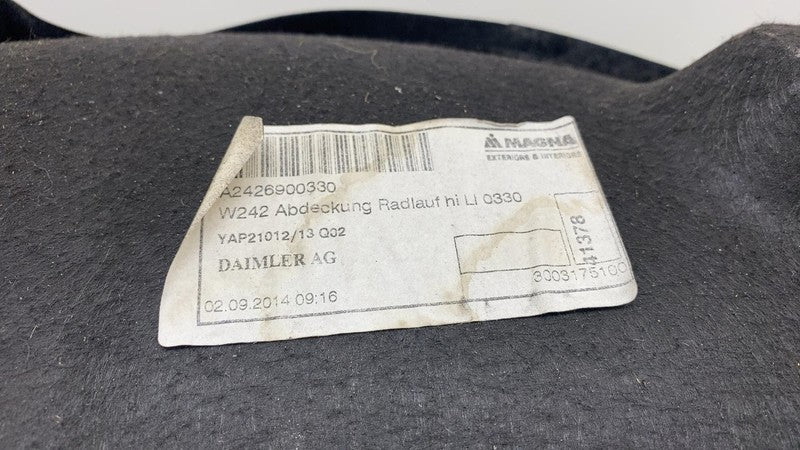 MAGNA
EXTERIORS & INTERIORS
A2426900330
W242 Abdeckung Radlauf hi LI 0330
YAP21012/13 Q02
DAIMLER AG
41378
3003175100
02.09.2014 09:16